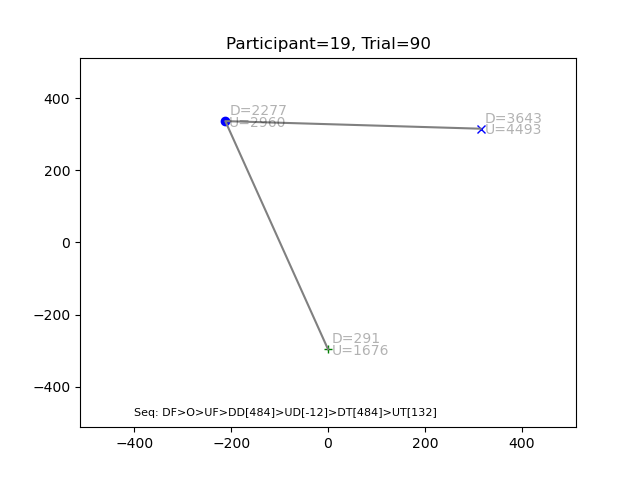 Participant=19, Trial=90
400
200
0
−200
−400
−400
−200
0
200
400
D=2277
U=2960
D=3643
U=4493
D=291
U=1676
Seq: DF>O>UF>DD[484]>UD[-12]>DT[484]>UT[132]